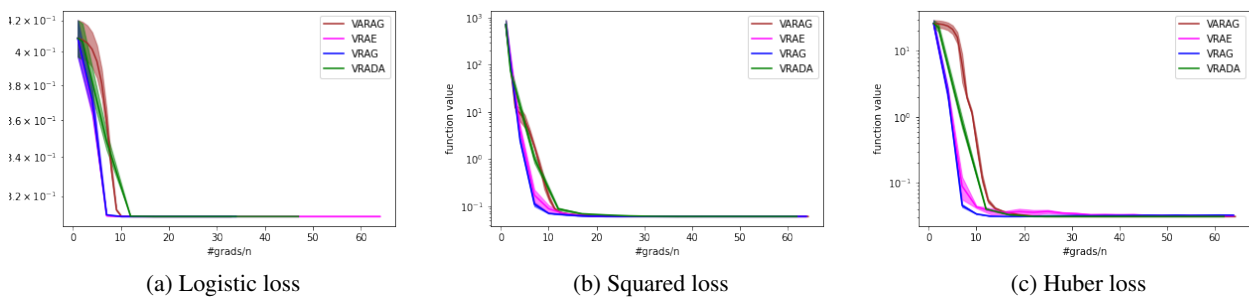 4.2 × 10⁻¹
4 × 10⁻¹
3.8 × 10⁻¹
3.6 × 10⁻¹
3.4 × 10⁻¹
3.2 × 10⁻¹
0 10 20 30 40 50 60
#grads/n
VARAG
VRAE
VRAG
VRADA
(a) Logistic loss
function value
10³
10²
10¹
10⁰
10⁻¹
0 10 20 30 40 50 60
#grads/n
VARAG
VRAE
VRAG
VRADA
(b) Squared loss
function value
10¹
10⁰
10⁻¹
0 10 20 30 40 50 60
#grads/n
VARAG
VRAE
VRAG
VRADA
(c) Huber loss